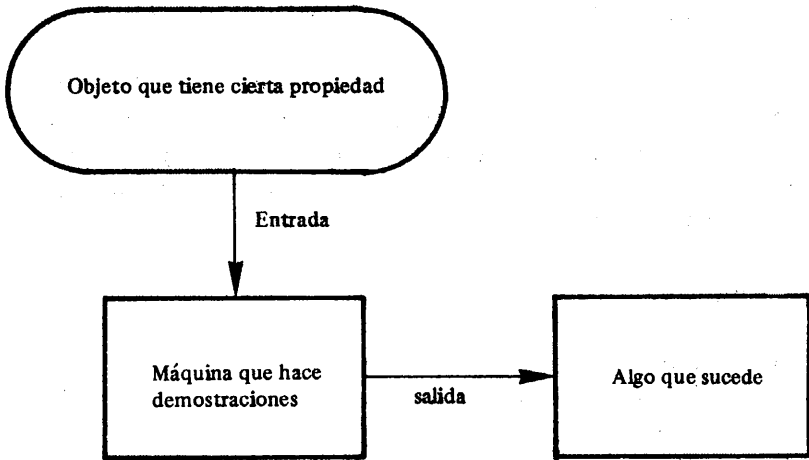 Objeto que tiene cierta propiedad
Entrada
Máquina que hace
demostraciones
salida
Algo que sucede